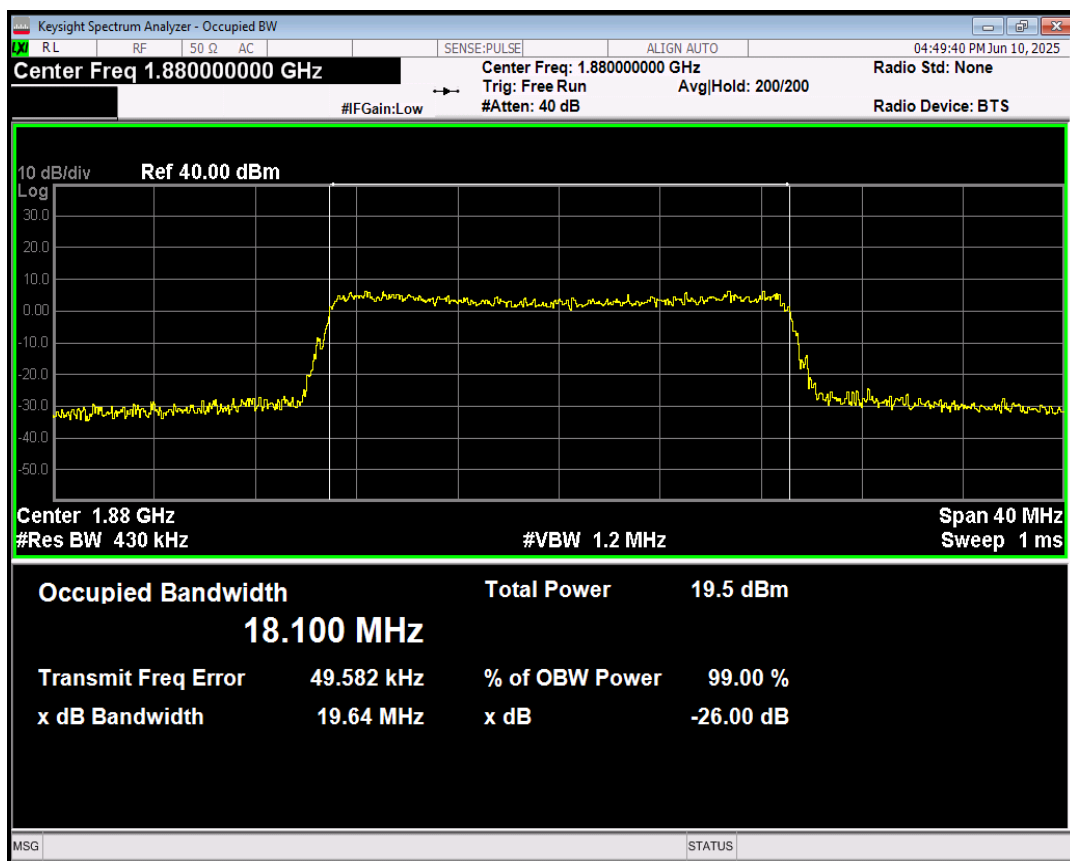 Keysight Spectrum Analyzer - Occupied BW
LXI RL RF 50 Ω AC SENSE:PULSE ALIGN AUTO 04:49:40 PM Jun 10, 2025
Center Freq 1.880000000 GHz Center Freq: 1.880000000 GHz Radio Std: None
Trig: Free Run Avg|Hold: 200/200
#IFGain:Low #Atten: 40 dB Radio Device: BTS
10 dB/div Ref 40.00 dBm
Log
30.0
20.0
10.0
0.00
-10.0
-20.0
-30.0
-40.0
-50.0
Center 1.88 GHz Span 40 MHz
#Res BW 430 kHz #VBW 1.2 MHz Sweep 1 ms
Occupied Bandwidth Total Power 19.5 dBm
18.100 MHz
Transmit Freq Error 49.582 kHz % of OBW Power 99.00 %
x dB Bandwidth 19.64 MHz x dB -26.00 dB
MSG STATUS